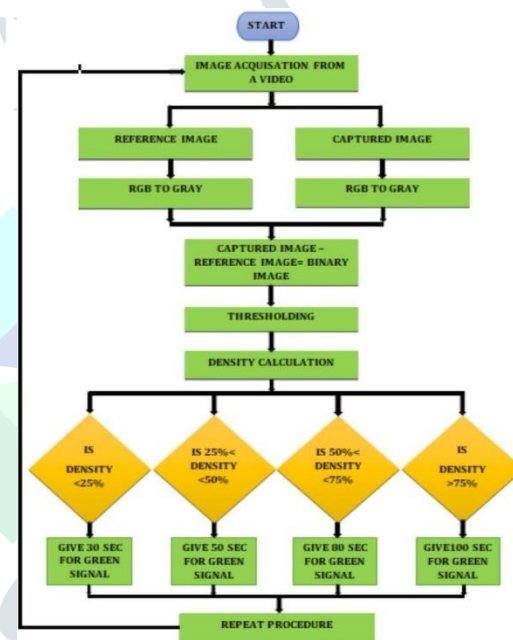 START
IMAGE ACQUISATION FROM
A VIDEO
REFERENCE IMAGE
CAPTURED IMAGE
RGB TO GRAY
RGB TO GRAY
CAPTURED IMAGE –
REFERENCE IMAGE= BINARY
IMAGE
THRESHOLDING
DENSITY CALCULATION
IS
DENSITY
<25%
IS 25%<
DENSITY
<50%
IS 50%<
DENSITY
<75%
IS
DENSITY
>75%
GIVE 30 SEC
FOR GREEN
SIGNAL
GIVE 50 SEC
FOR GREEN
SIGNAL
GIVE 80 SEC
FOR GREEN
SIGNAL
GIVE100 SEC
FOR GREEN
SIGNAL
REPEAT PROCEDURE